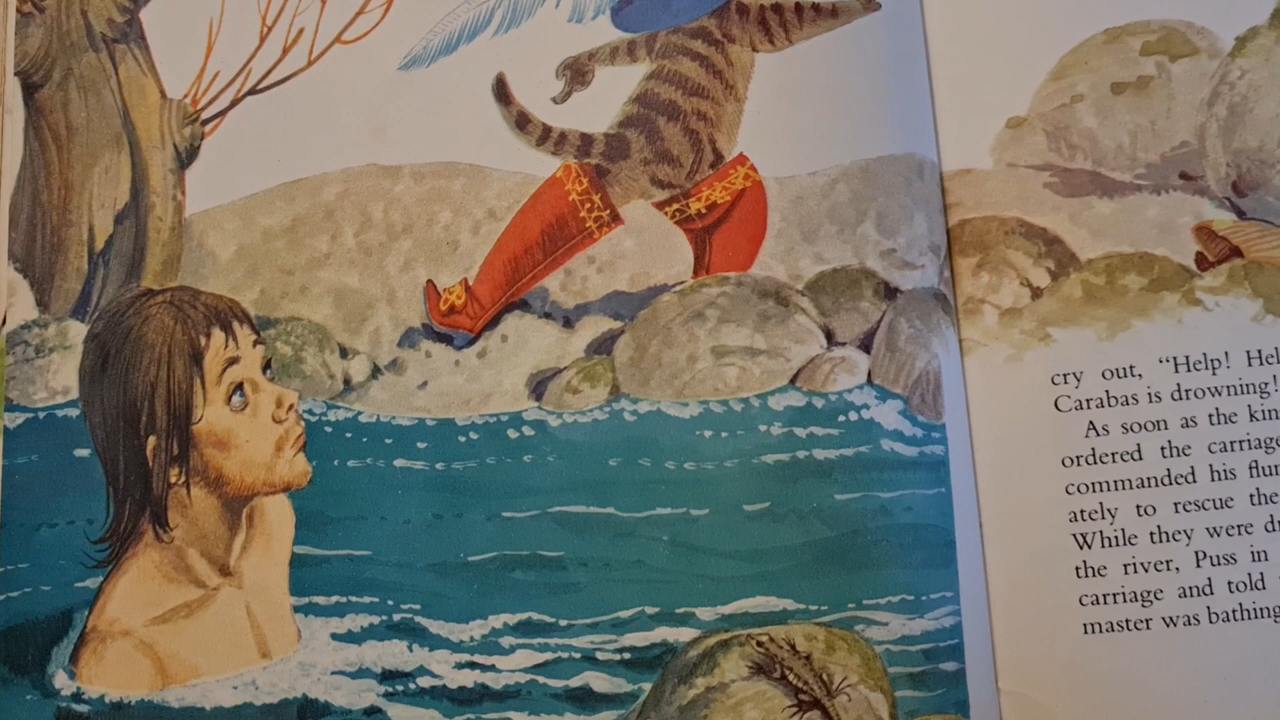 cry out, “Help! Hel
Carabas is drowning!
As soon as the kin
ordered the carriage
commanded his flun
ately to rescue the
While they were d
the river, Puss in
carriage and told
master was bathing